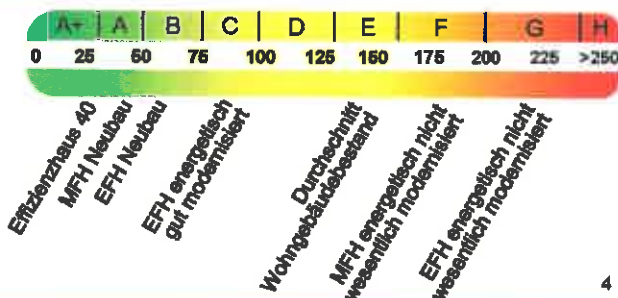 A+ A B C D E F G H
0 25 50 75 100 125 150 175 200 225 >250
Effizienzhaus 40
MFH Neubau
EFH Neubau
EFH energetisch
gut modernisiert
Durchschnitt
Wohngebäudebestand
MFH energetisch nicht
wesentlich modernisiert
EFH energetisch nicht
wesentlich modernisiert
4